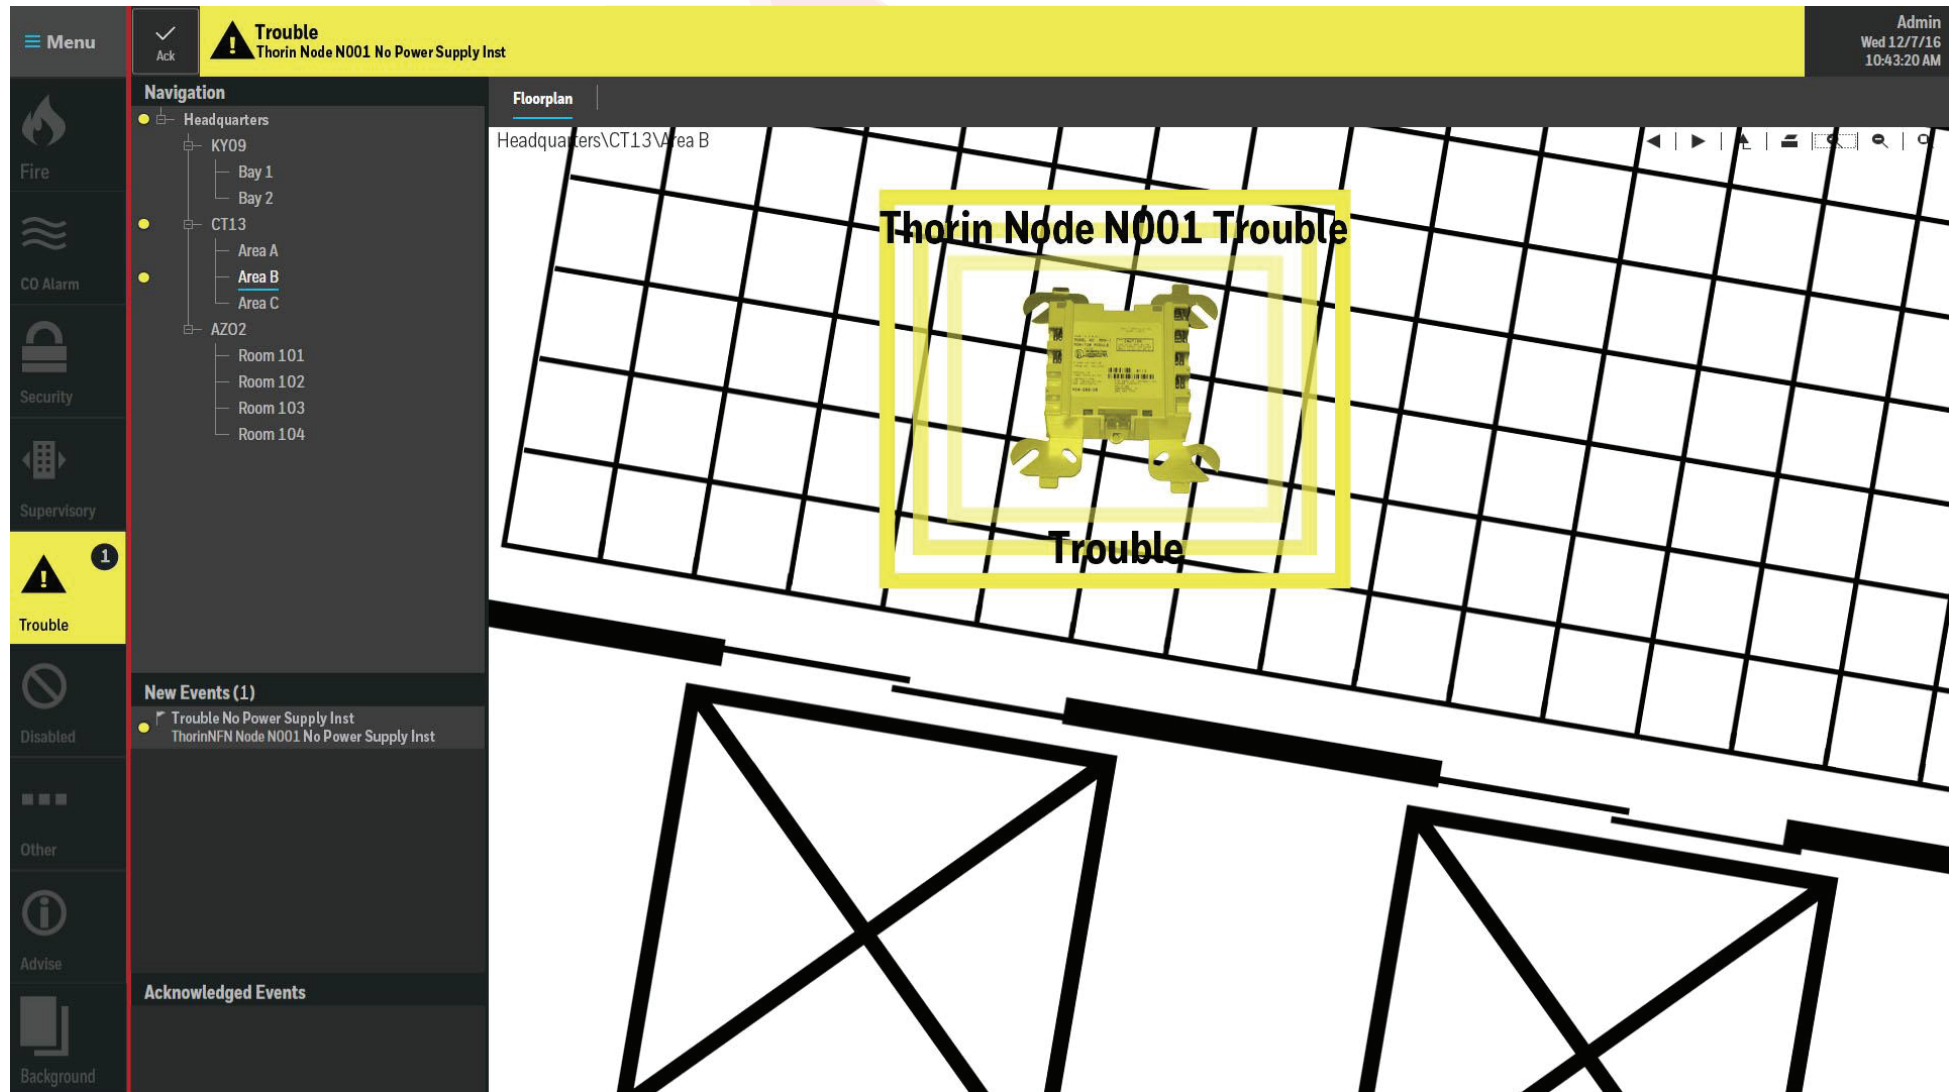 Menu
Ack
Trouble
Thorin Node N001 No Power Supply Inst
Admin
Wed 12/7/16
10:43:20 AM
Fire
CO Alarm
Security
Supervisory
1
Trouble
Disabled
Other
Advise
Background
Navigation
Headquarters
KY09
Bay 1
Bay 2
CT13
Area A
Area B
Area C
AZ02
Room 101
Room 102
Room 103
Room 104
New Events (1)
Trouble No Power Supply Inst
ThorinNFN Node N001 No Power Supply Inst
Acknowledged Events
Floorplan
Headquarters\CT13\Area B
Thorin Node N001 Trouble
Trouble